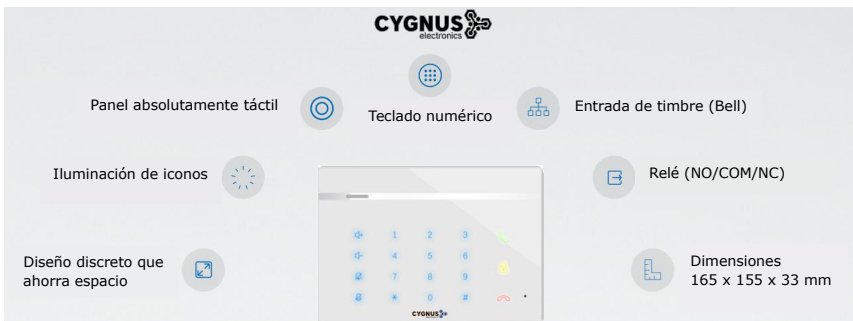 CYGNUS
electronics
Panel absolutamente táctil
Teclado numérico
Entrada de timbre (Bell)
Iluminación de iconos
Relé (NO/COM/NC)
Diseño discreto que
ahorra espacio
Dimensiones
165 x 155 x 33 mm
1 2 3
4 5 6
7 8 9
* 0 #
CYGNUS